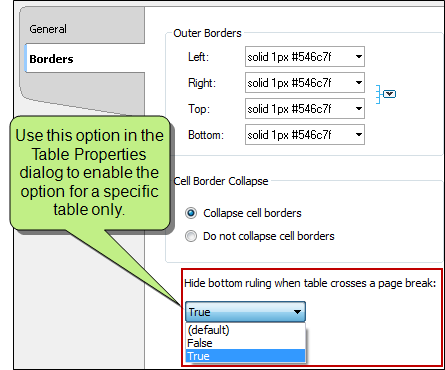 General
Borders
Outer Borders
Left: solid 1px #546c7f
Right: solid 1px #546c7f
Top: solid 1px #546c7f
Bottom: solid 1px #546c7f
Use this option in the
Table Properties
dialog to enable the
option for a specific
table only.
Cell Border Collapse
Collapse cell borders
Do not collapse cell borders
Hide bottom ruling when table crosses a page break:
True
(default)
False
True